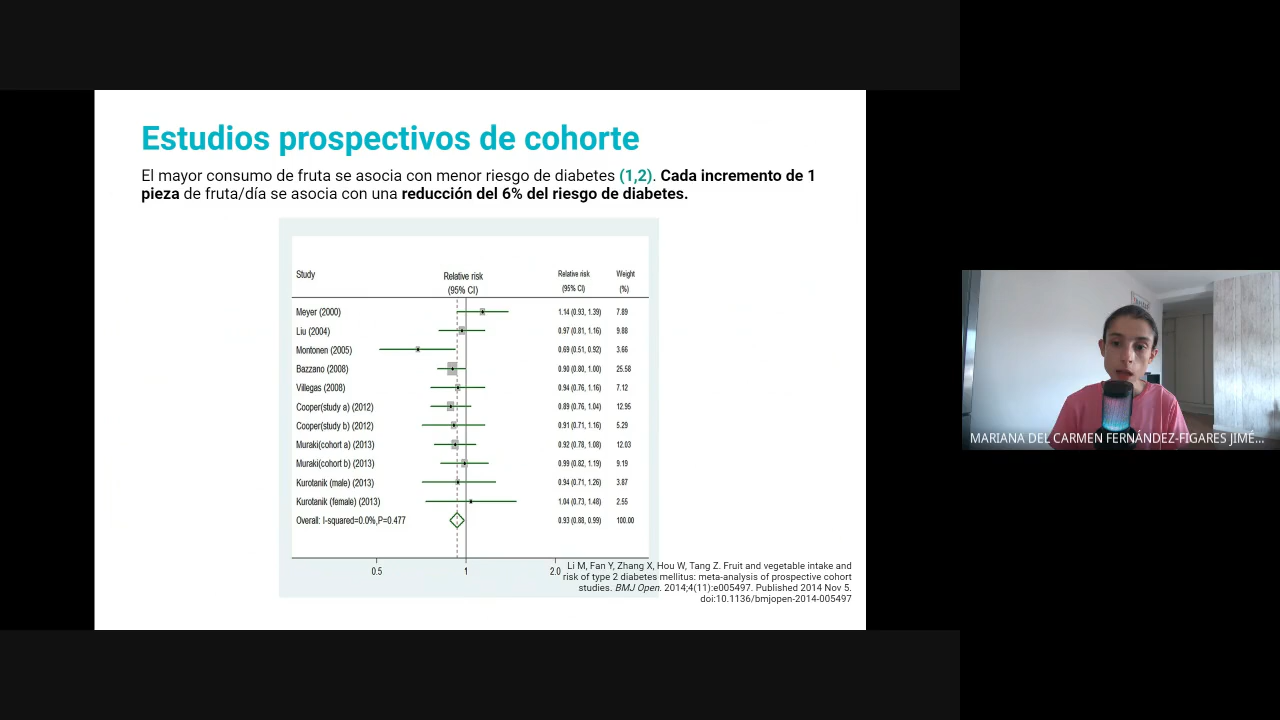 Estudios prospectivos de cohorte
El mayor consumo de fruta se asocia con menor riesgo de diabetes (1,2). Cada incremento de 1
pieza de fruta/día se asocia con una reducción del 6% del riesgo de diabetes.
Study Relative risk Relative risk Weight
(95% CI) (95% CI) (%)
Meyer (2000) 1.14 (0.93, 1.39) 7.89
Liu (2004) 0.97 (0.81, 1.16) 9.88
Montonen (2005) 0.69 (0.51, 0.92) 3.66
Bazzano (2008) 0.90 (0.80, 1.00) 25.58
Villegas (2008) 0.94 (0.76, 1.16) 7.12
Cooper(study a) (2012) 0.89 (0.76, 1.04) 12.95
Cooper(study b) (2012) 0.91 (0.71, 1.16) 5.29
Muraki(cohort a) (2013) 0.92 (0.78, 1.08) 12.03
Muraki(cohort b) (2013) 0.99 (0.82, 1.19) 9.19
Kurotanik (male) (2013) 0.94 (0.71, 1.26) 3.87
Kurotanik (female) (2013) 1.04 (0.73, 1.48) 2.55
Overall: I-squared=0.0%,P=0.477 0.93 (0.88, 0.99) 100.00
0.5 1 2.0
Li M, Fan Y, Zhang X, Hou W, Tang Z. Fruit and vegetable intake and
risk of type 2 diabetes mellitus: meta-analysis of prospective cohort
studies. BMJ Open. 2014;4(11):e005497. Published 2014 Nov 5.
doi:10.1136/bmjopen-2014-005497
MARIANA DEL CARMEN FERNÁNDEZ-FIGARES JIMÉ...